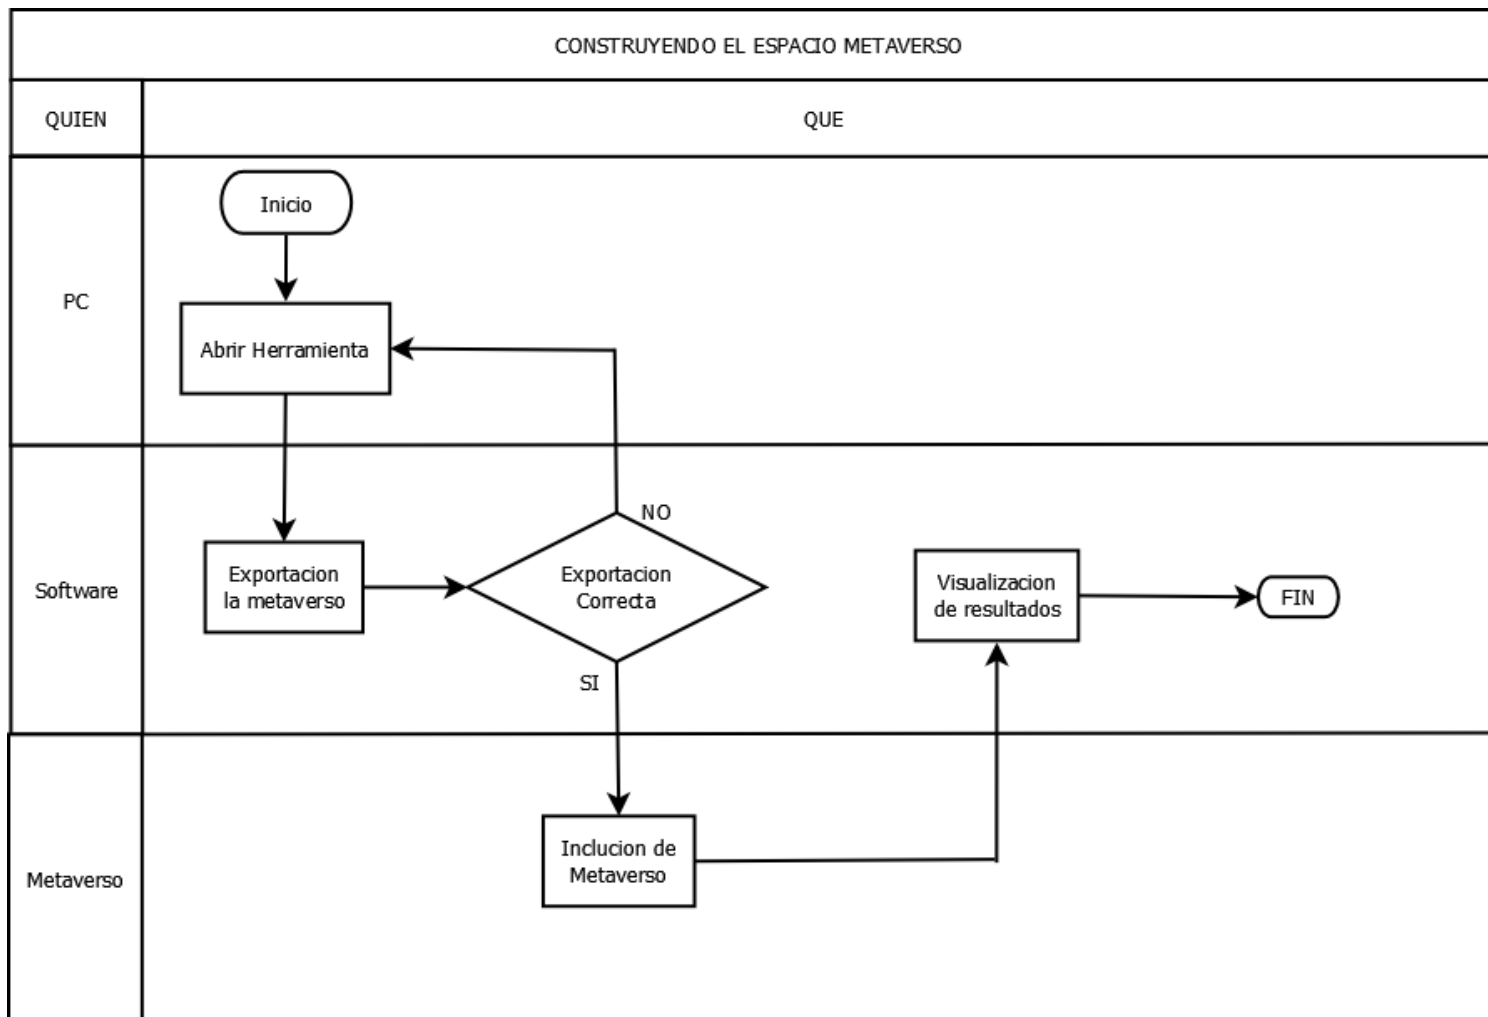 CONSTRUYENDO EL ESPACIO METAVERSO
QUIEN
QUE
PC
Inicio
Abrir Herramienta
Software
Exportacion
la metaverso
Exportacion
Correcta
NO
SI
Visualizacion
de resultados
FIN
Metaverso
Inclucion de
Metaverso